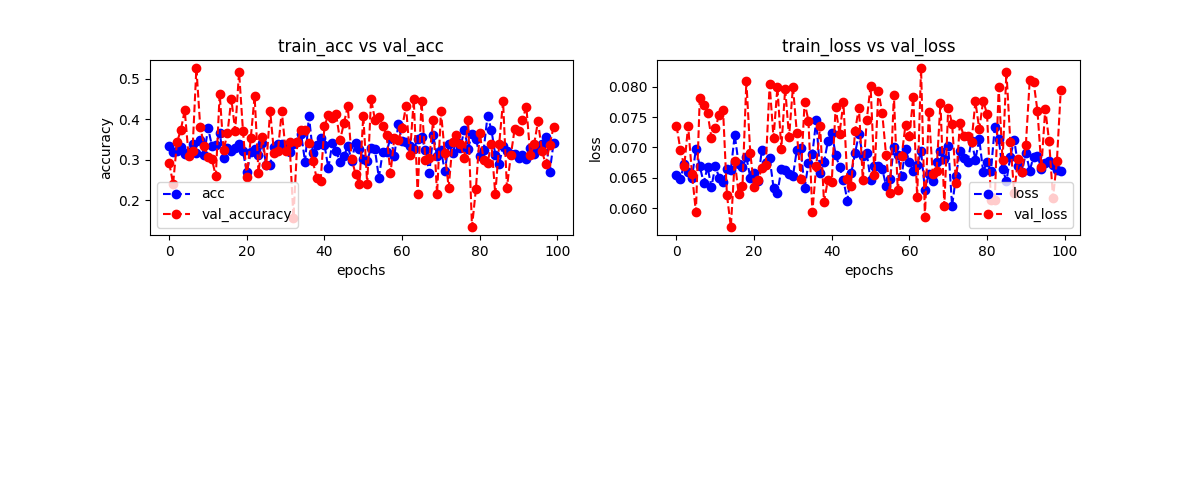 train_acc vs val_acc
accuracy
0.5
0.4
0.3
0.2
acc
val_accuracy
0 20 40 60 80 100
epochs
train_loss vs val_loss
loss
0.080
0.075
0.070
0.065
0.060
loss
val_loss
0 20 40 60 80 100
epochs